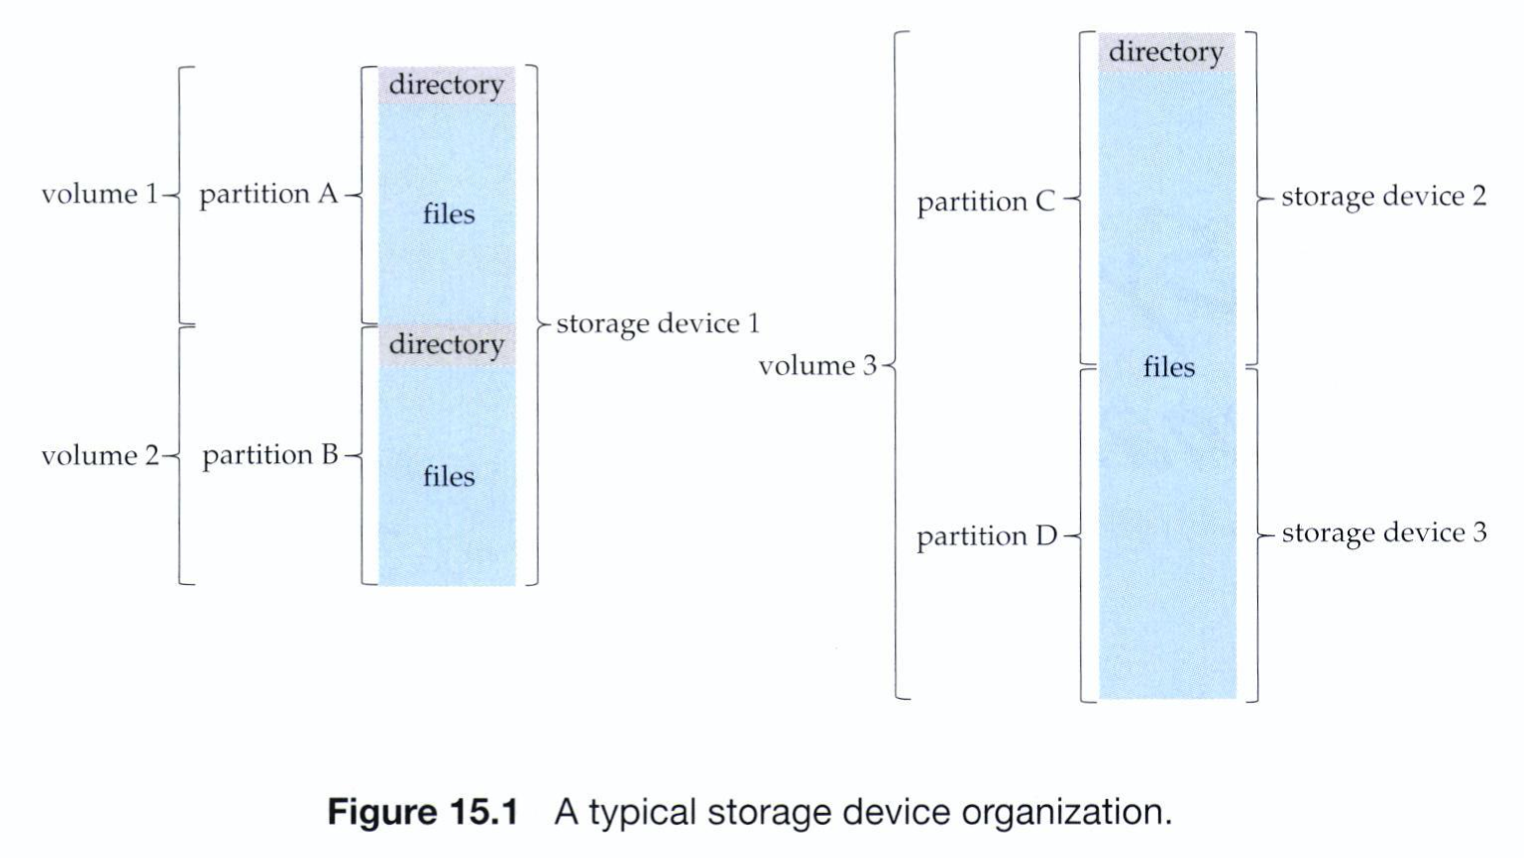 directory
volume 1
partition A
files
directory
storage device 1
volume 2
partition B
files
directory
partition C
storage device 2
volume 3
files
partition D
storage device 3
Figure 15.1 A typical storage device organization.